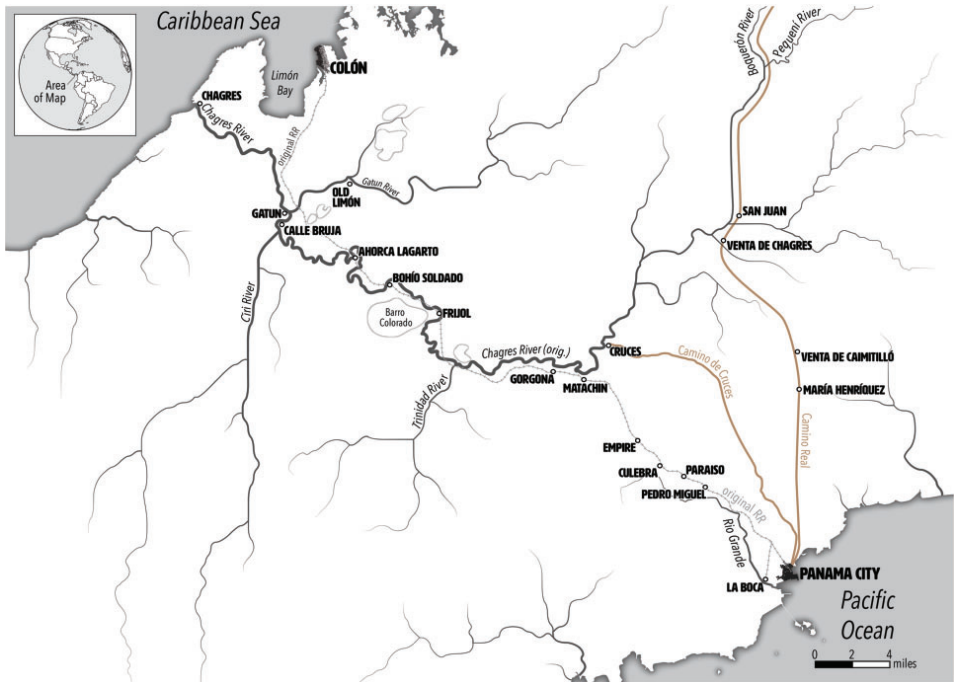 Caribbean Sea
Area
of Map
Limón
Bay
COLÓN
CHAGRES
Chagres River
original RR
Boquerón River
Pequení River
OLD
LIMÓN
Gatun River
GATUN
CALLE BRUJA
SAN JUAN
VENTA DE CHAGRES
AHORCA LAGARTO
BOHÍO SOLDADO
Ciri River
Barro
Colorado
FRIJOL
Chagres River (orig.)
CRUCES
Camino de Cruces
VENTA DE CAIMITILLÓ
GORGONA
MATACHIN
MARÍA HENRÍQUEZ
Trinidad River
Camino Real
EMPIRE
CULEBRA
PARAISO
PEDRO MIGUEL
original RR
Rio Grande
LA BOCA
PANAMA CITY
Pacific
Ocean
0 2 4
miles